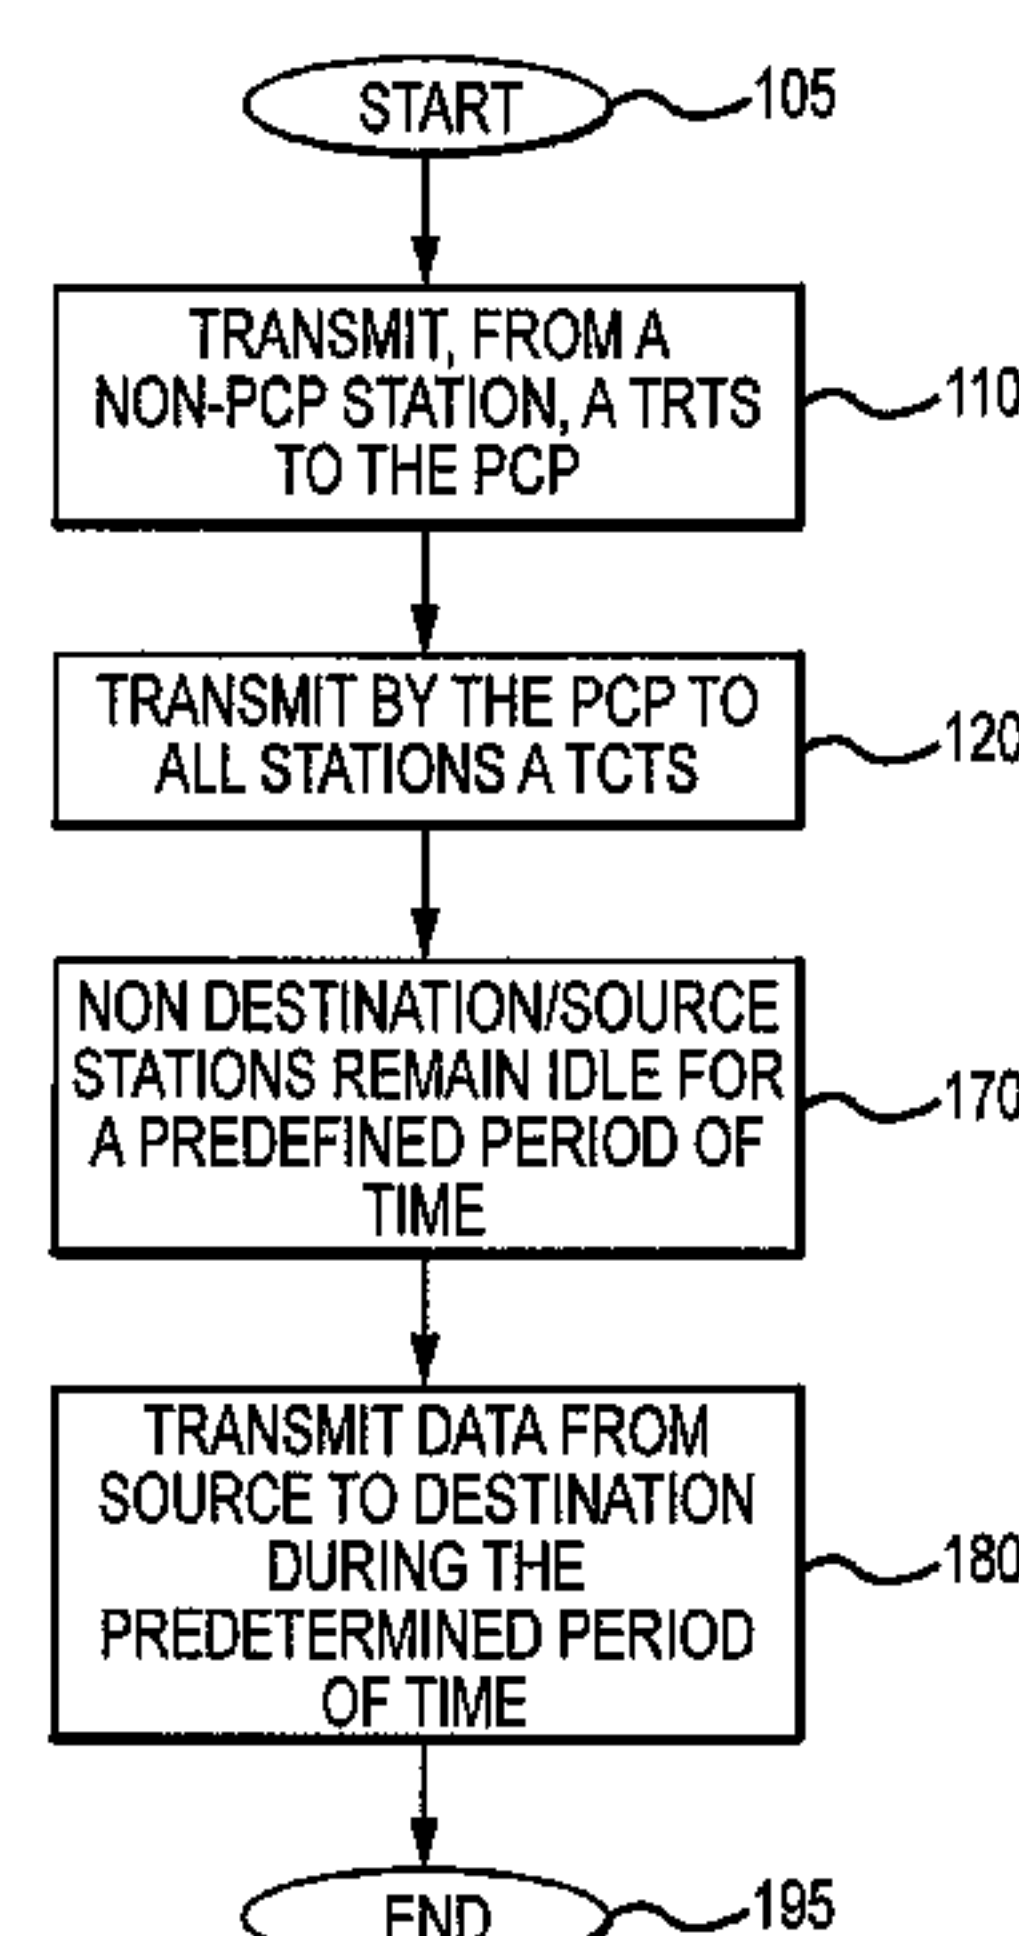 START
105
TRANSMIT, FROM A
NON-PCP STATION, A TRTS
TO THE PCP
110
TRANSMIT BY THE PCP TO
ALL STATIONS A TCTS
120
NON DESTINATION/SOURCE
STATIONS REMAIN IDLE FOR
A PREDEFINED PERIOD OF
TIME
170
TRANSMIT DATA FROM
SOURCE TO DESTINATION
DURING THE
PREDETERMINED PERIOD
OF TIME
180
END
195